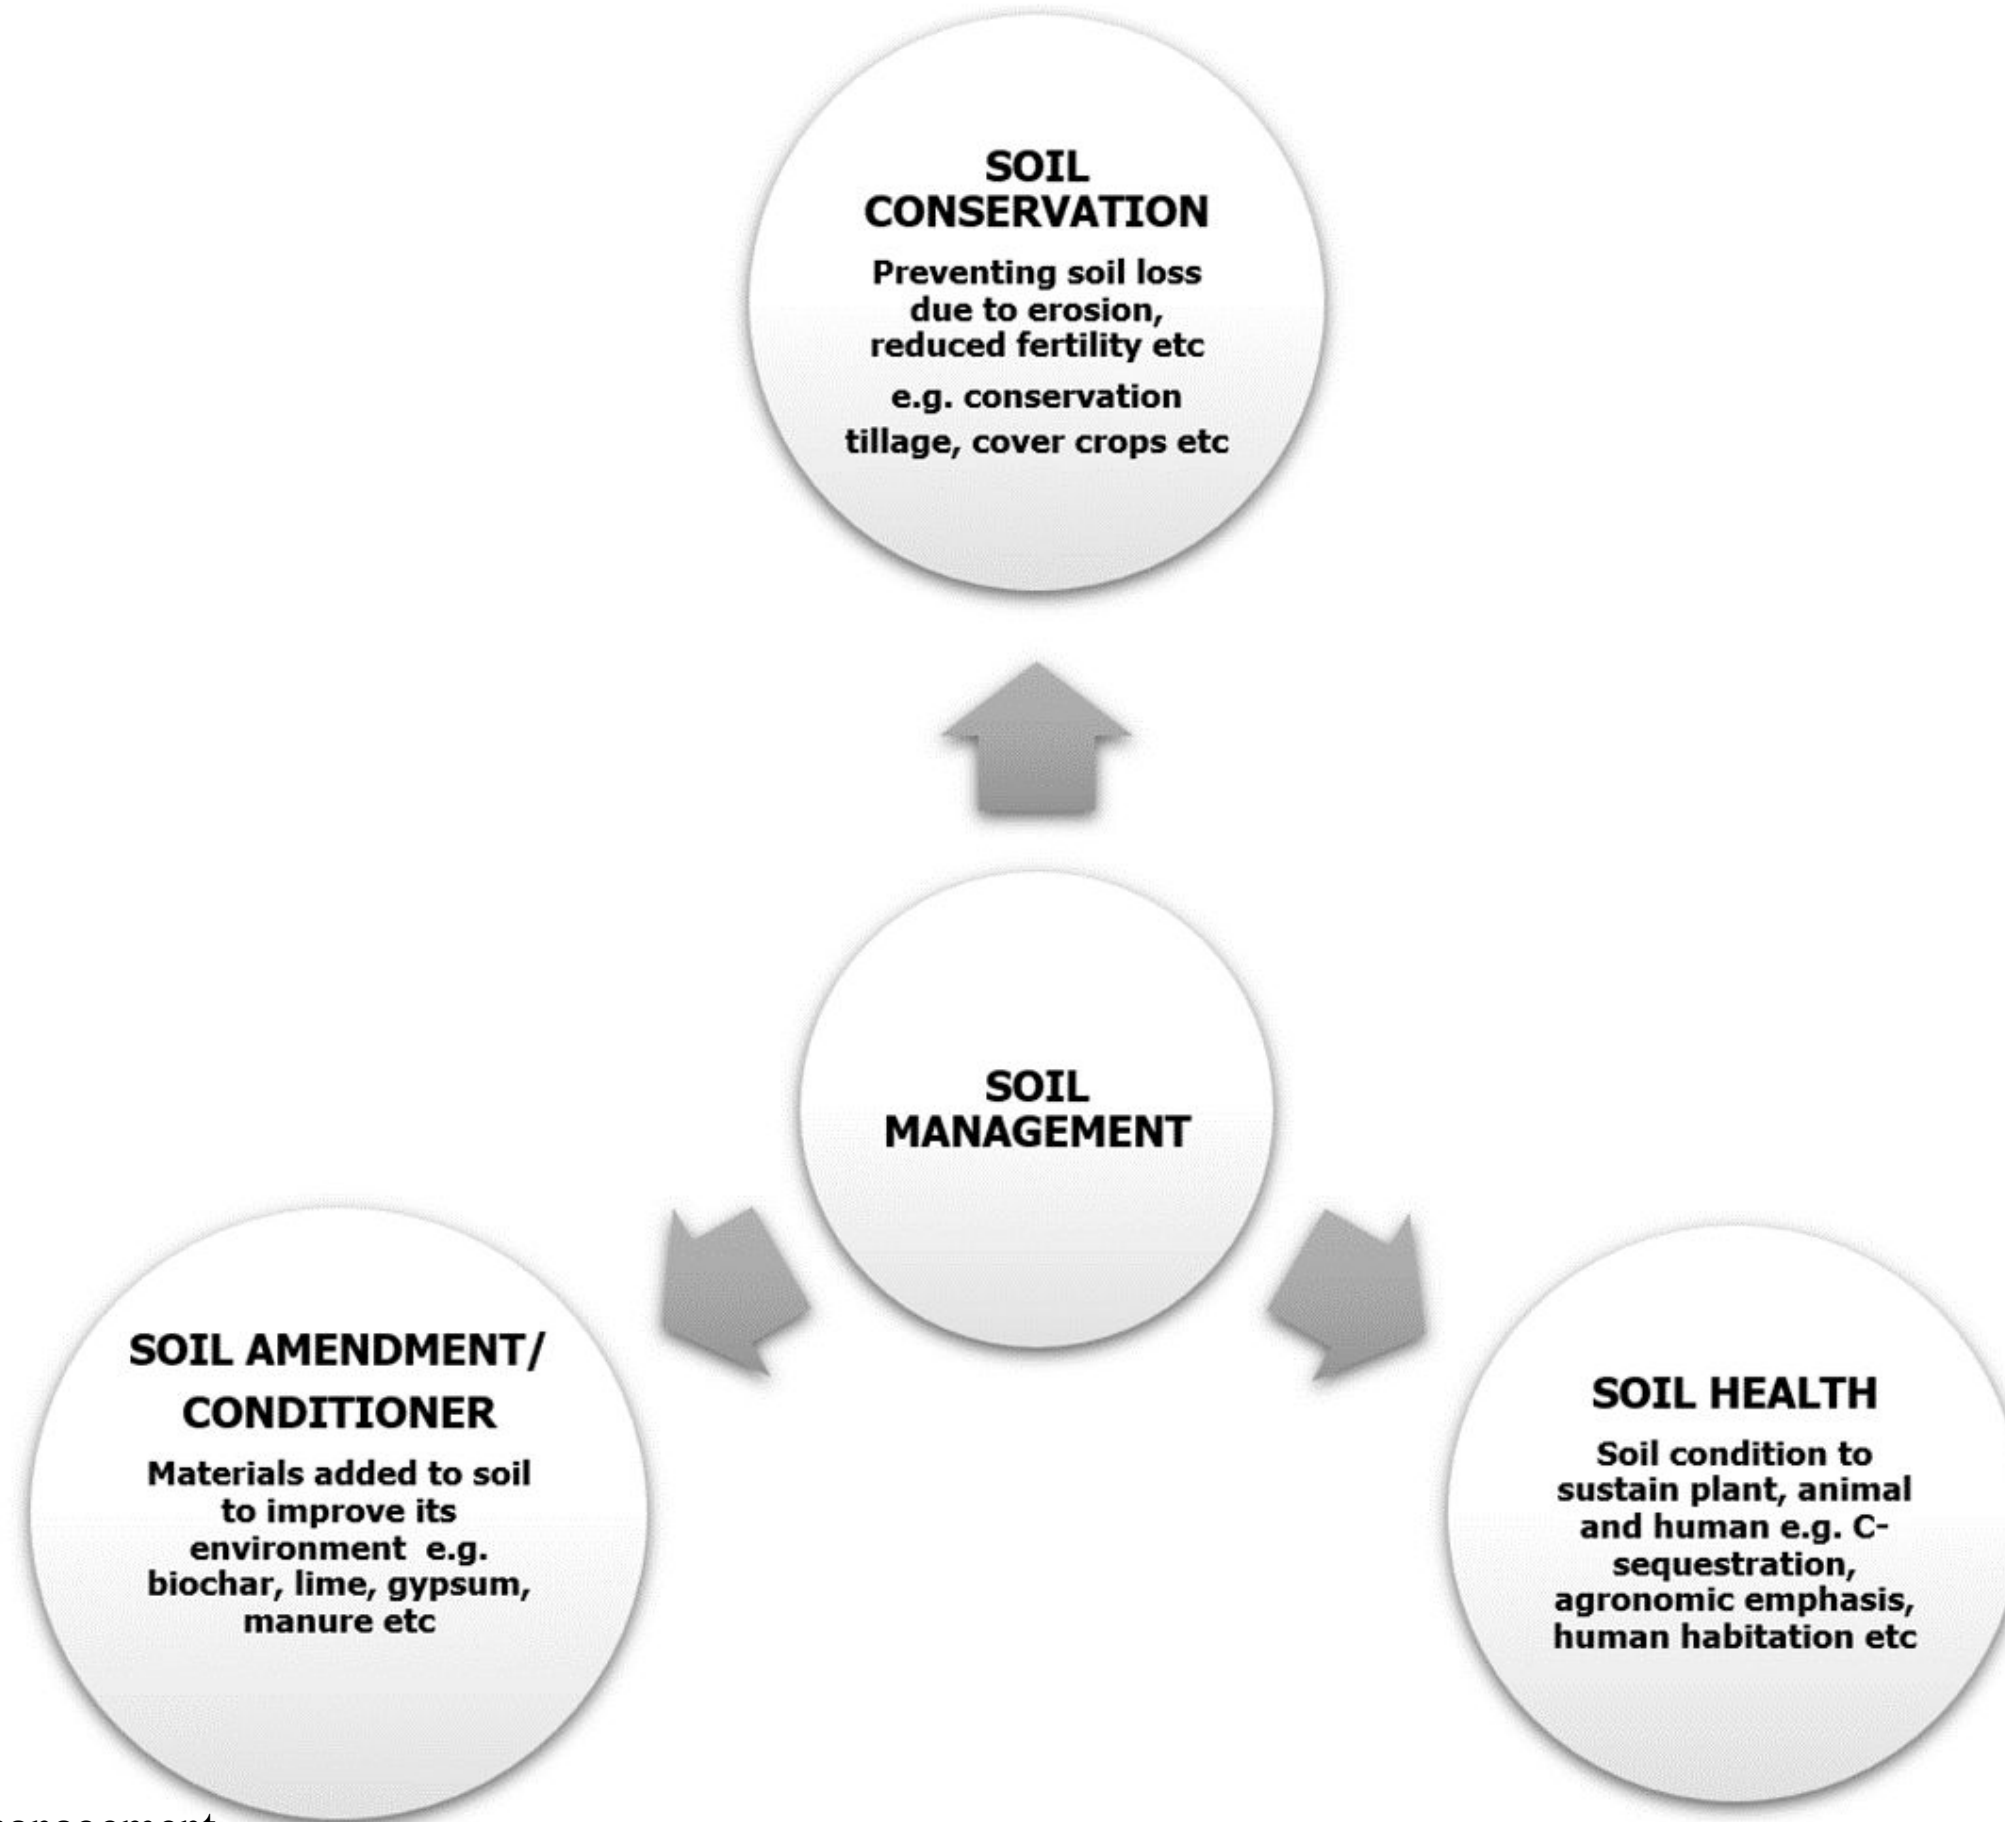 SOIL
CONSERVATION
Preventing soil loss
due to erosion,
reduced fertility etc
e.g. conservation
tillage, cover crops etc
SOIL
MANAGEMENT
SOIL AMENDMENT/
CONDITIONER
Materials added to soil
to improve its
environment e.g.
biochar, lime, gypsum,
manure etc
SOIL HEALTH
Soil condition to
sustain plant, animal
and human e.g. C-
sequestration,
agronomic emphasis,
human habitation etc